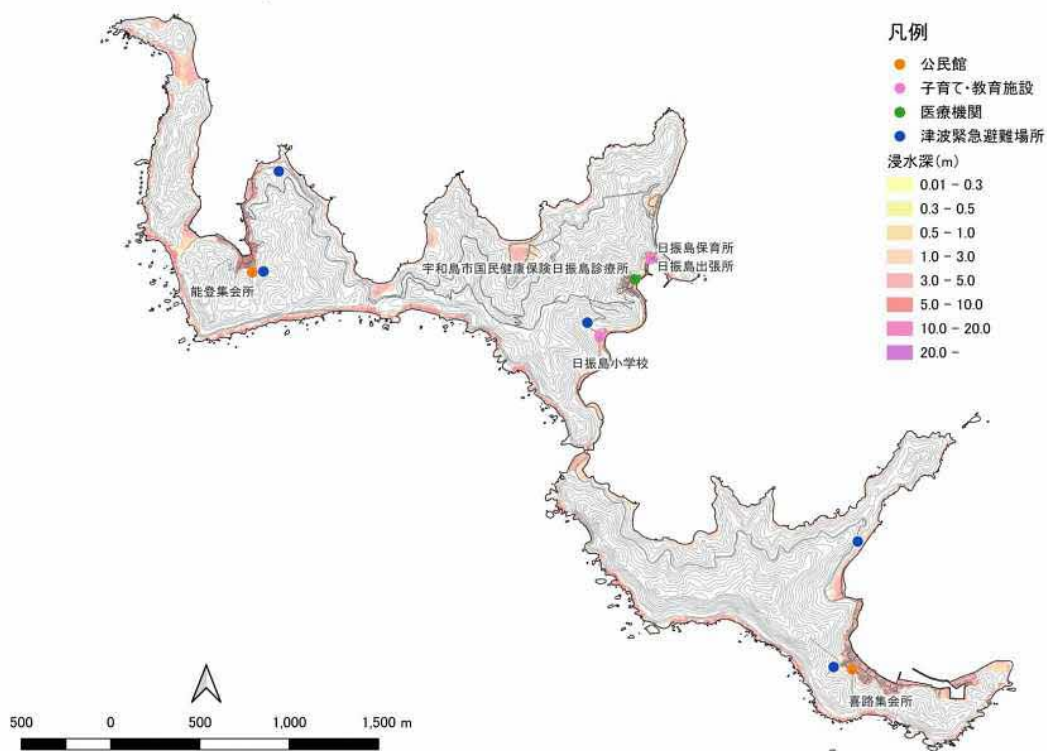 凡例
公民館
子育て・教育施設
医療機関
津波緊急避難場所
浸水深(m)
0.01 - 0.3
0.3 - 0.5
0.5 - 1.0
1.0 - 3.0
3.0 - 5.0
5.0 - 10.0
10.0 - 20.0
20.0 -
日振島保育所
宇和島市国民健康保険日振島診療所
日振島出張所
能登集会所
日振島小学校
喜路集会所
500 0 500 1,000 1,500 m